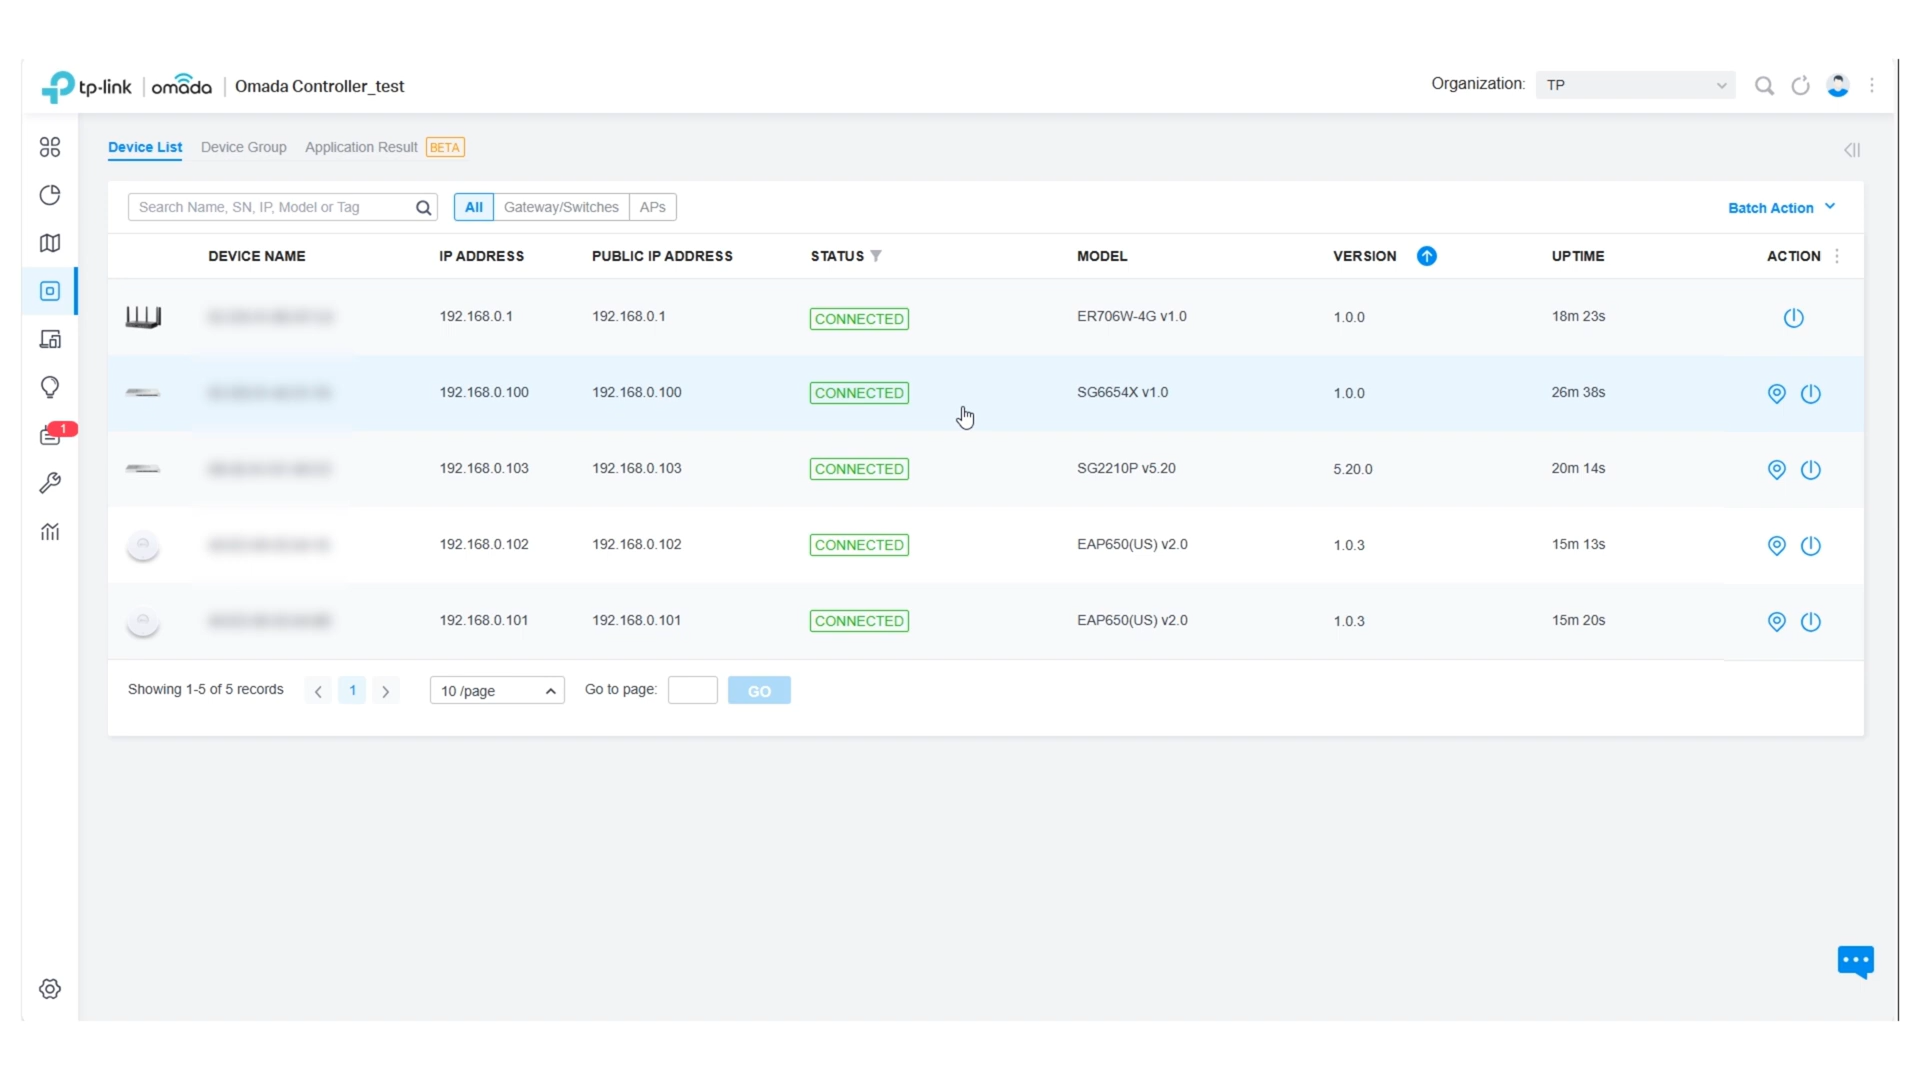 tp-link | omada | Omada Controller_test
Organization: TP
Device List Device Group Application Result BETA
Search Name, SN, IP, Model or Tag All Gateway/Switches APs Batch Action
DEVICE NAME IP ADDRESS PUBLIC IP ADDRESS STATUS MODEL VERSION UPTIME ACTION
192.168.0.1 192.168.0.1 CONNECTED ER706W-4G v1.0 1.0.0 18m 23s
192.168.0.100 192.168.0.100 CONNECTED SG6654X v1.0 1.0.0 26m 38s
1
192.168.0.103 192.168.0.103 CONNECTED SG2210P v5.20 5.20.0 20m 14s
192.168.0.102 192.168.0.102 CONNECTED EAP650(US) v2.0 1.0.3 15m 13s
192.168.0.101 192.168.0.101 CONNECTED EAP650(US) v2.0 1.0.3 15m 20s
Showing 1-5 of 5 records 1 10 /page Go to page: GO